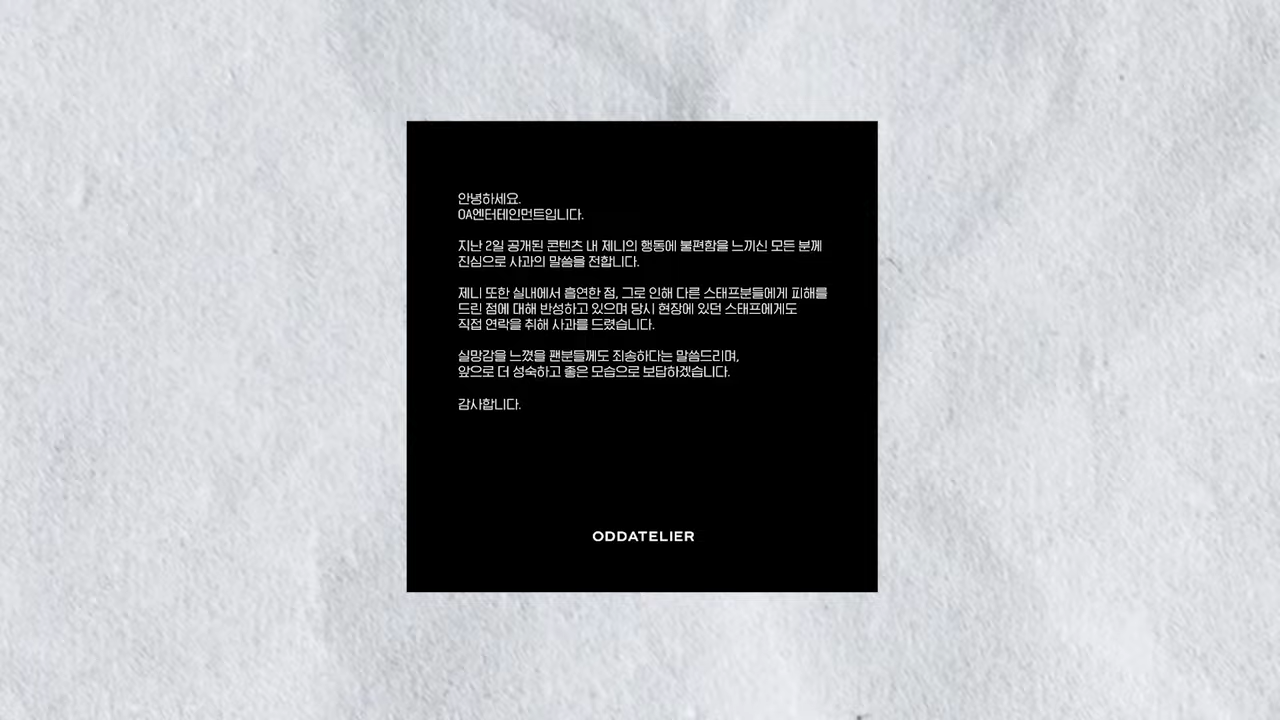 안녕하세요.
OA엔터테인먼트입니다.
지난 2일 공개된 콘텐츠 내 제니의 행동에 불편함을 느끼신 모든 분께
진심으로 사과의 말씀을 전합니다.
제니 또한 실내에서 흡연한 점, 그로 인해 다른 스태프분들에게 피해를
드린 점에 대해 반성하고 있으며 당시 현장에 있던 스태프에게도
직접 연락을 취해 사과를 드렸습니다.
실망감을 느꼈을 팬분들께도 죄송하다는 말씀드리며,
앞으로 더 성숙하고 좋은 모습으로 보답하겠습니다.
감사합니다.
ODDATELIER